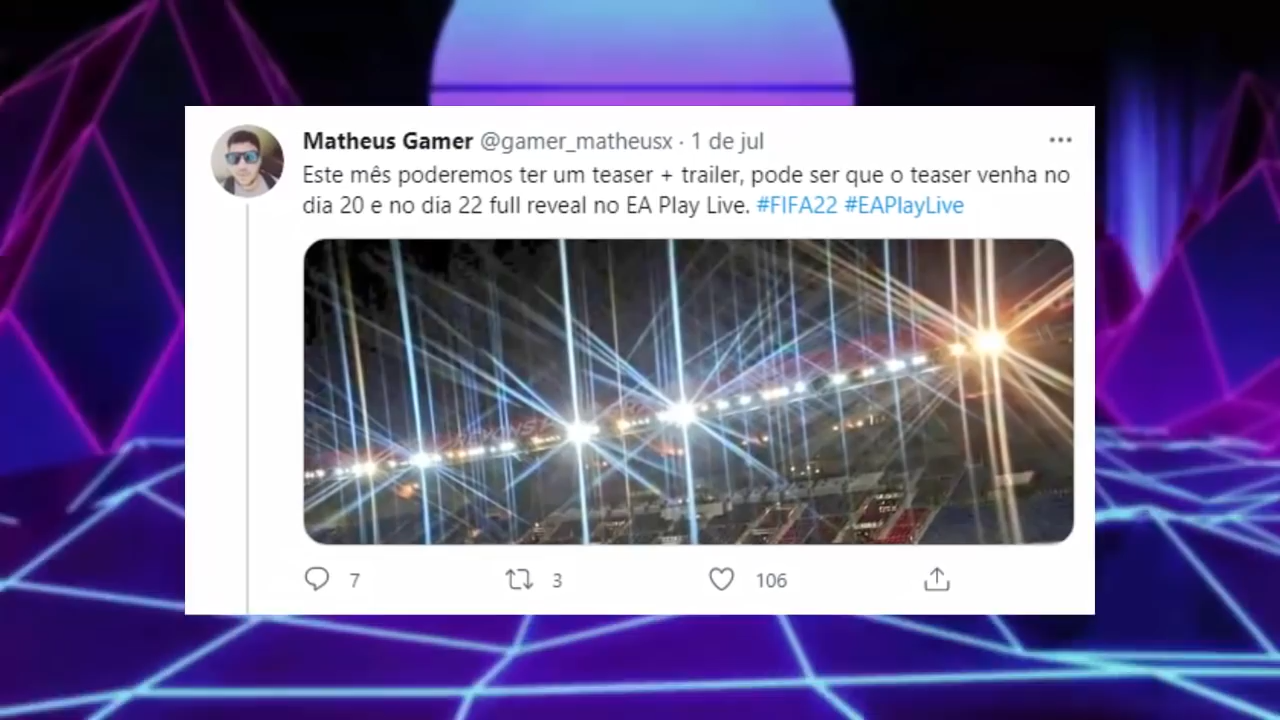 Matheus Gamer @gamer_matheusx · 1 de jul
Este mês poderemos ter um teaser + trailer, pode ser que o teaser venha no
dia 20 e no dia 22 full reveal no EA Play Live. #FIFA22 #EAPlayLive
7 3 106